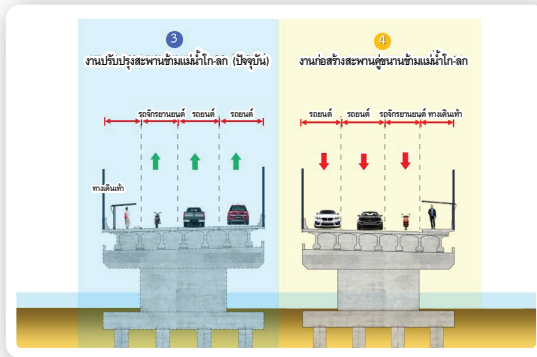 3
งานปรับปรุงสะพานข้ามแม่น้ำโก-ลก (ปัจจุบัน)
รถจักรยานยนต์ รถยนต์ รถยนต์
ทางเดินเท้า
4
งานก่อสร้างสะพานคู่ขนานข้ามแม่น้ำโก-ลก
รถยนต์ รถยนต์ รถจักรยานยนต์ ทางเดินเท้า